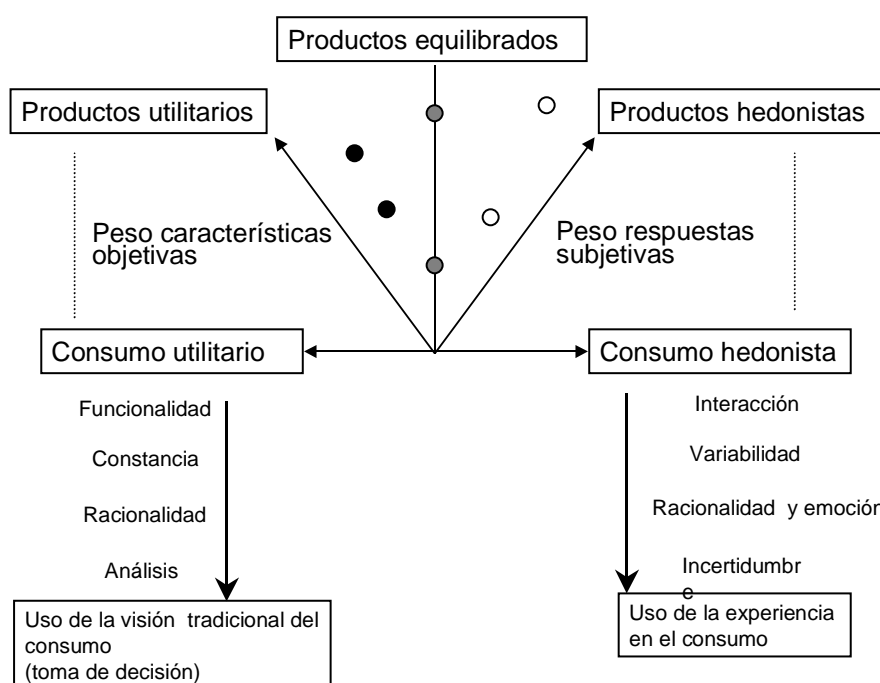 Productos equilibrados
Productos utilitarios
Productos hedonistas
Peso características
objetivas
Peso respuestas
subjetivas
Consumo utilitario
Consumo hedonista
Funcionalidad
Constancia
Racionalidad
Análisis
Interacción
Variabilidad
Racionalidad y emoción
Incertidumbr
e
Uso de la visión tradicional del
consumo
(toma de decisión)
Uso de la experiencia
en el consumo